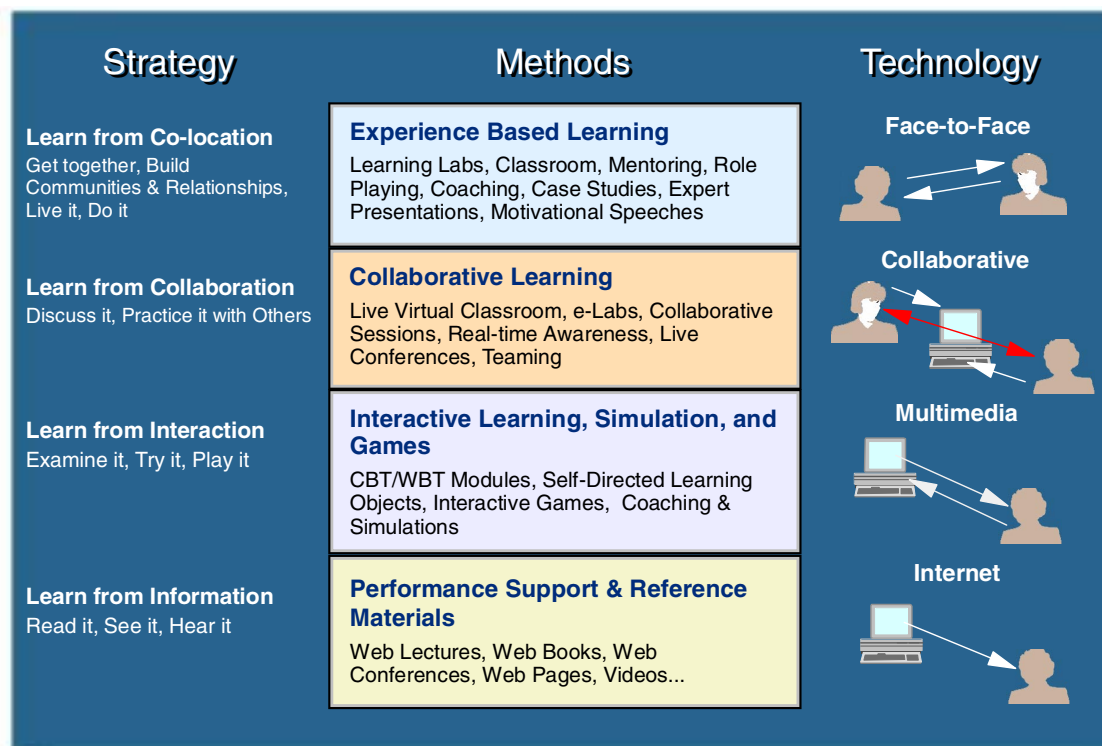 Strategy
Methods
Technology
Learn from Co-location
Get together, Build
Communities & Relationships,
Live it, Do it
Experience Based Learning
Learning Labs, Classroom, Mentoring, Role
Playing, Coaching, Case Studies, Expert
Presentations, Motivational Speeches
Face-to-Face
Learn from Collaboration
Discuss it, Practice it with Others
Collaborative Learning
Live Virtual Classroom, e-Labs, Collaborative
Sessions, Real-time Awareness, Live
Conferences, Teaming
Collaborative
Learn from Interaction
Examine it, Try it, Play it
Interactive Learning, Simulation, and
Games
CBT/WBT Modules, Self-Directed Learning
Objects, Interactive Games, Coaching &
Simulations
Multimedia
Learn from Information
Read it, See it, Hear it
Performance Support & Reference
Materials
Web Lectures, Web Books, Web
Conferences, Web Pages, Videos...
Internet